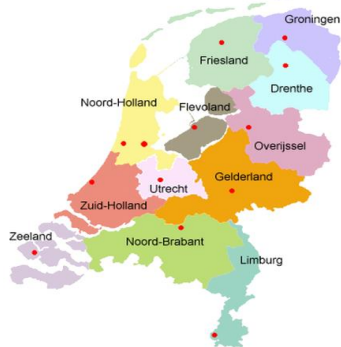 Groningen
Friesland
Drenthe
Noord-Holland
Flevoland
Overijssel
Gelderland
Utrecht
Zuid-Holland
Zeeland
Noord-Brabant
Limburg